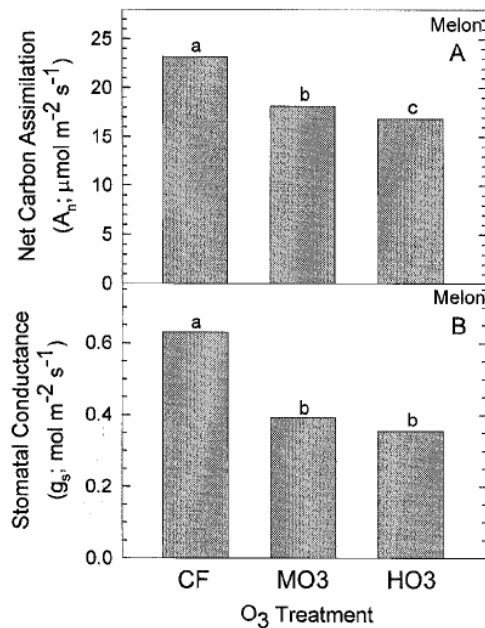 Melon
A
Net Carbon Assimilation
(Aₙ; μmol m⁻² s⁻¹)
25
20
15
10
5
0
a
b
c
Melon
B
Stomatal Conductance
(gₛ; mol m⁻² s⁻¹)
0.6
0.4
0.2
0.0
a
b
b
CF MO3 HO3
O₃ Treatment